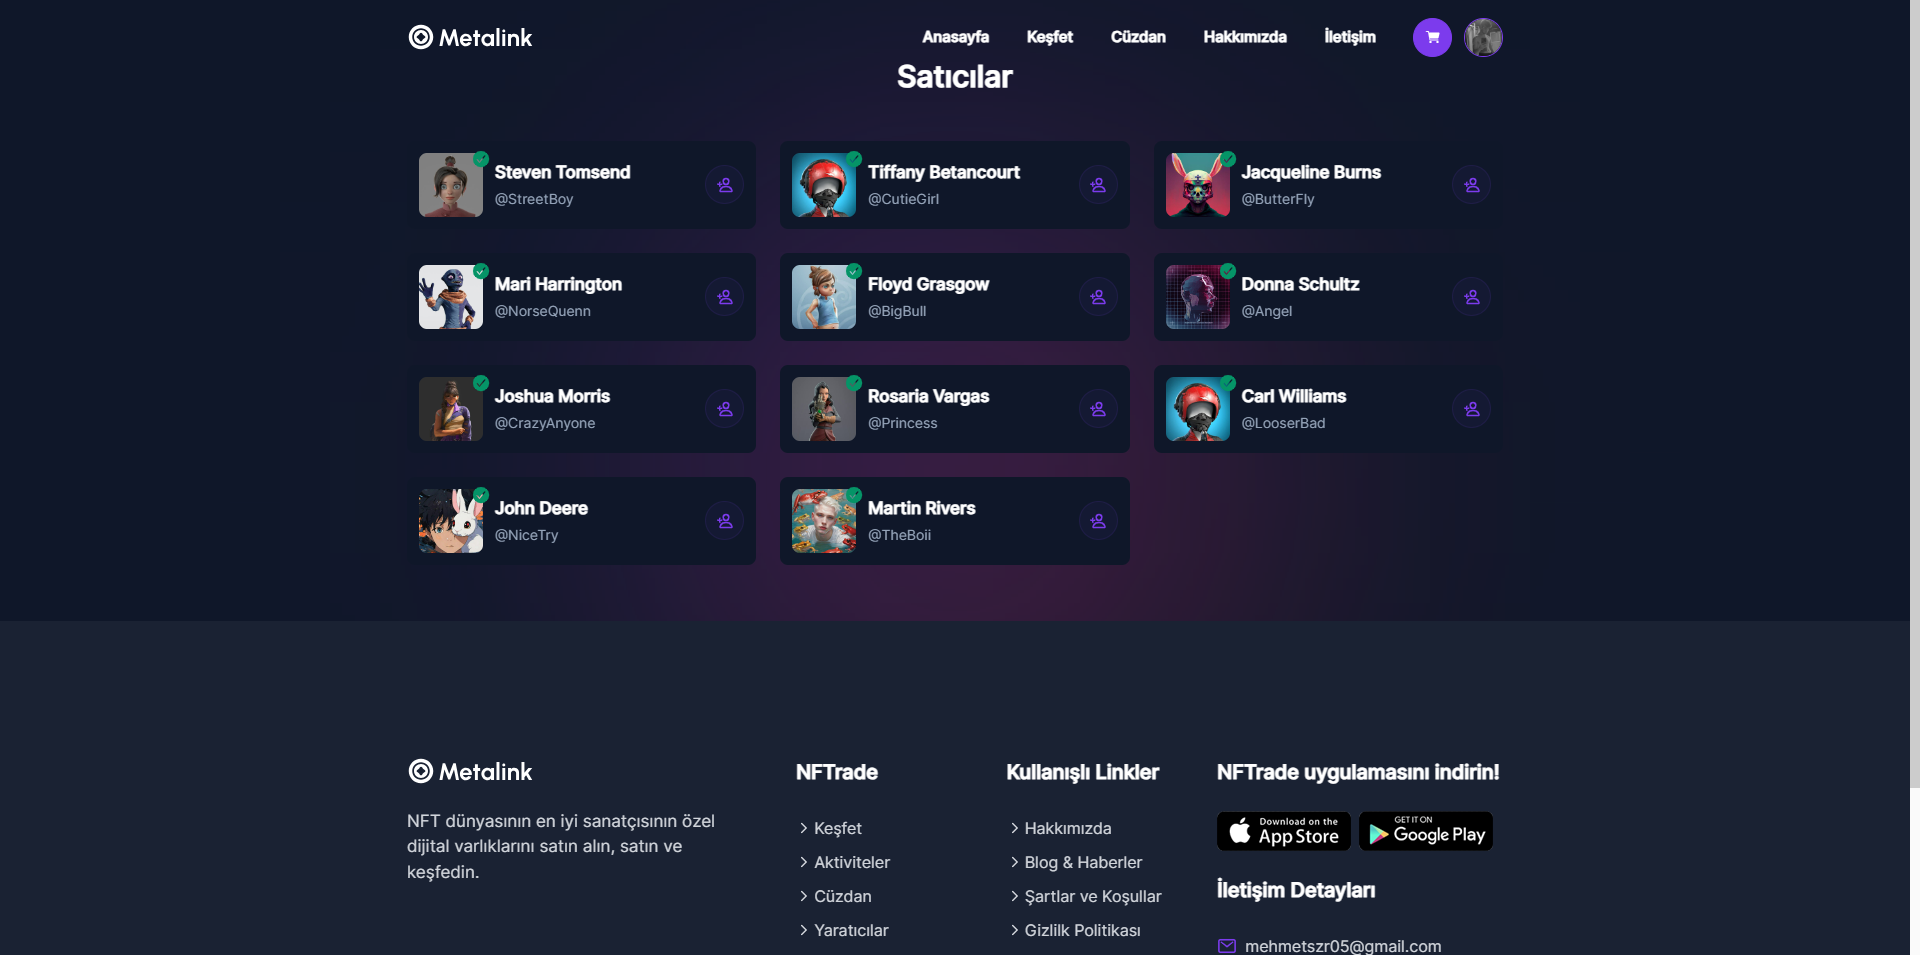 Metalink
Anasayfa Keşfet Cüzdan Hakkımızda İletişim
Satıcılar
Steven Tomsend
@StreetBoy
Tiffany Betancourt
@CutieGirl
Jacqueline Burns
@ButterFly
Mari Harrington
@NorseQuenn
Floyd Grasgow
@BigBull
Donna Schultz
@Angel
Joshua Morris
@CrazyAnyone
Rosaria Vargas
@Princess
Carl Williams
@LooserBad
John Deere
@NiceTry
Martin Rivers
@TheBoii
Metalink
NFT dünyasının en iyi sanatçısının özel
dijital varlıklarını satın alın, satın ve
keşfedin.
NFTrade
Keşfet
Aktiviteler
Cüzdan
Yaratıcılar
Kullanışlı Linkler
Hakkımızda
Blog & Haberler
Şartlar ve Koşullar
Gizlilk Politikası
NFTrade uygulamasını indirin!
Download on the
App Store
GET IT ON
Google Play
İletişim Detayları
mehmetszr05@gmail.com